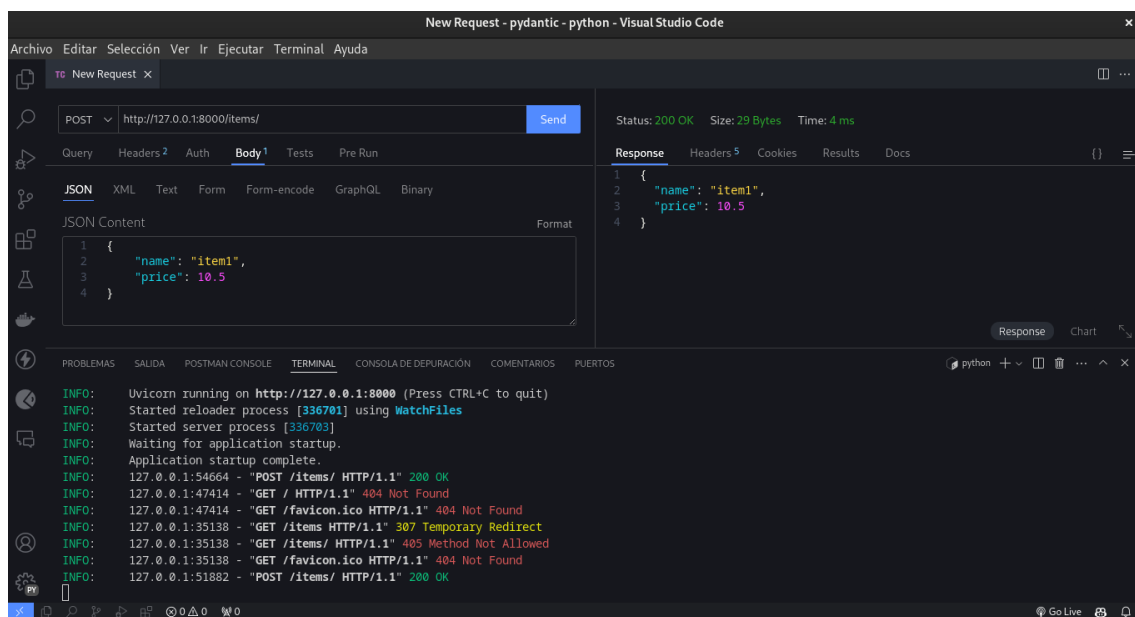 New Request - pydantic - python - Visual Studio Code
Archivo Editar Selección Ver Ir Ejecutar Terminal Ayuda
TC New Request
POST http://127.0.0.1:8000/items/ Send
Status: 200 OK Size: 29 Bytes Time: 4 ms
Query Headers 2 Auth Body 1 Tests Pre Run
Response Headers 5 Cookies Results Docs {}
JSON XML Text Form Form-encode GraphQL Binary
JSON Content Format
1 {
2 "name": "item1",
3 "price": 10.5
4 }
1 {
2 "name": "item1",
3 "price": 10.5
4 }
Response Chart
PROBLEMAS SALIDA POSTMAN CONSOLE TERMINAL CONSOLA DE DEPURACIÓN COMENTARIOS PUERTOS python
INFO: Uvicorn running on http://127.0.0.1:8000 (Press CTRL+C to quit)
INFO: Started reloader process [336701] using WatchFiles
INFO: Started server process [336703]
INFO: Waiting for application startup.
INFO: Application startup complete.
INFO: 127.0.0.1:54664 - "POST /items/ HTTP/1.1" 200 OK
INFO: 127.0.0.1:47414 - "GET / HTTP/1.1" 404 Not Found
INFO: 127.0.0.1:47414 - "GET /favicon.ico HTTP/1.1" 404 Not Found
INFO: 127.0.0.1:35138 - "GET /items HTTP/1.1" 307 Temporary Redirect
INFO: 127.0.0.1:35138 - "GET /items/ HTTP/1.1" 405 Method Not Allowed
INFO: 127.0.0.1:35138 - "GET /favicon.ico HTTP/1.1" 404 Not Found
INFO: 127.0.0.1:51882 - "POST /items/ HTTP/1.1" 200 OK
PY
0 0 0 Go Live